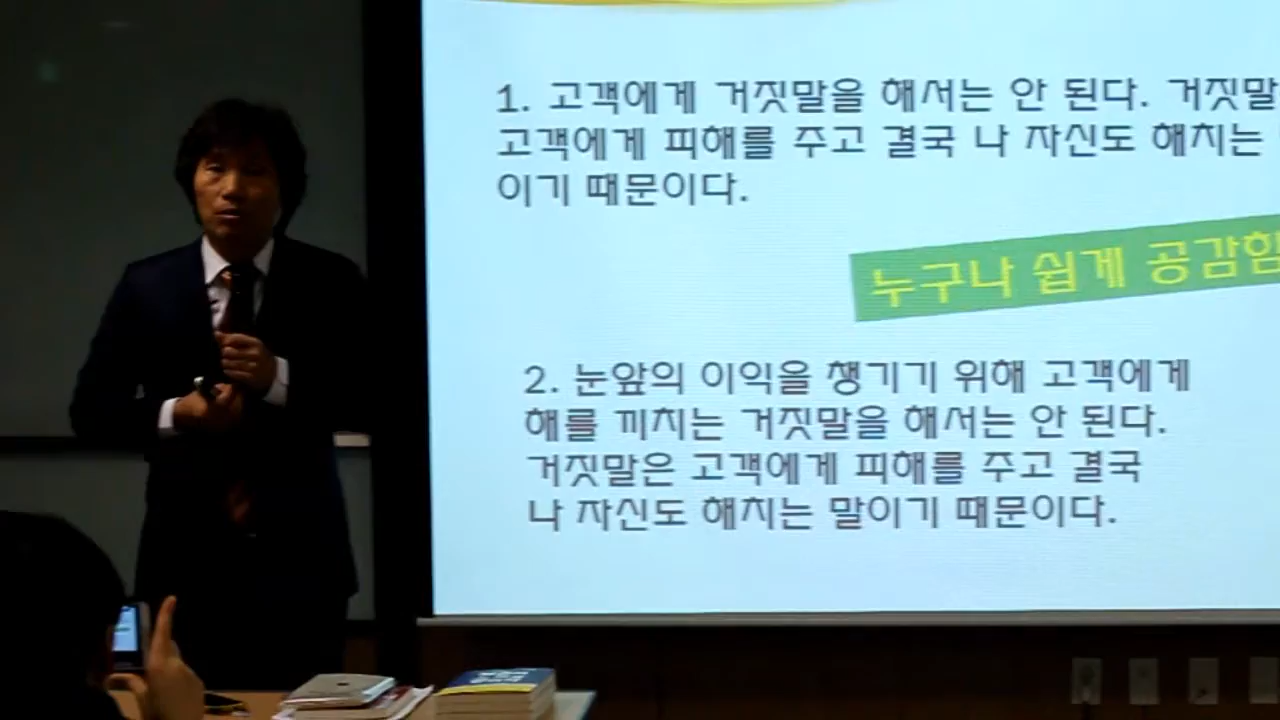 1. 고객에게 거짓말을 해서는 안 된다. 거짓말
고객에게 피해를 주고 결국 나 자신도 해치는
이기 때문이다.
누구나 쉽게 공감함
2. 눈앞의 이익을 챙기기 위해 고객에게
해를 끼치는 거짓말을 해서는 안 된다.
거짓말은 고객에게 피해를 주고 결국
나 자신도 해치는 말이기 때문이다.